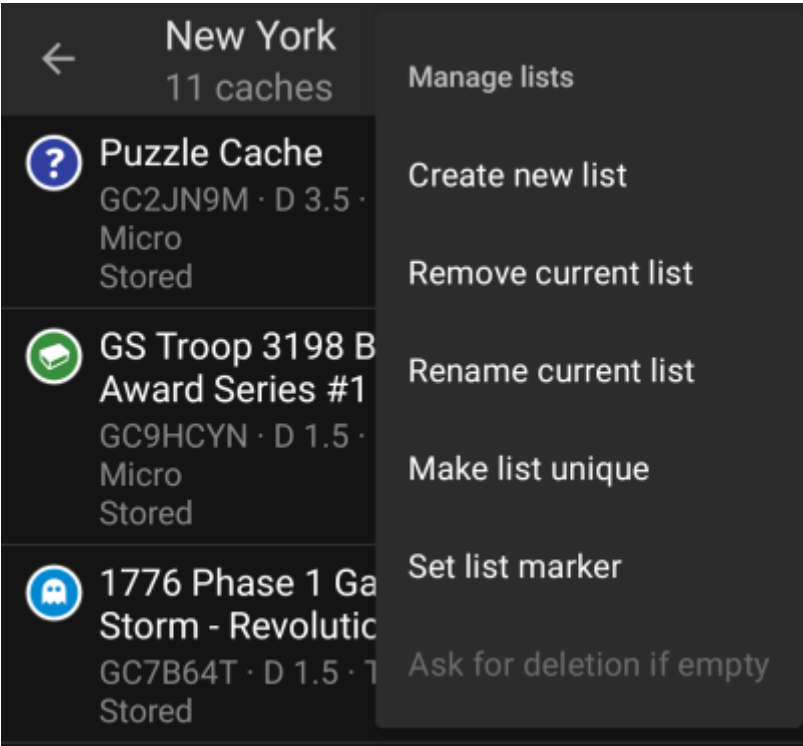 New York
11 caches
Puzzle Cache
GC2JN9M · D 3.5 ·
Micro
Stored
GS Troop 3198 B
Award Series #1
GC9HCYN · D 1.5 ·
Micro
Stored
1776 Phase 1 Ga
Storm - Revolutic
GC7B64T · D 1.5 · T
Stored
Manage lists
Create new list
Remove current list
Rename current list
Make list unique
Set list marker
Ask for deletion if empty